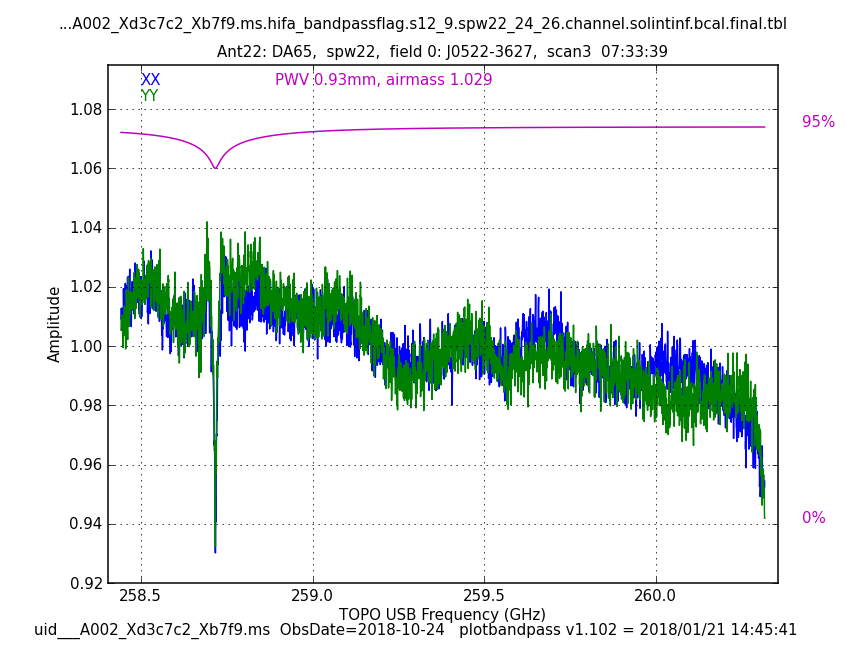 ...A002_Xd3c7c2_Xb7f9.ms.hifa_bandpassflag.s12_9.spw22_24_26.channel.solintinf.bcal.final.tbl
Ant22: DA65,  spw22,  field 0: J0522-3627,  scan3  07:33:39
XX
PWV 0.93mm, airmass 1.029
YY
1.08
95%
1.06
1.04
1.02
1.00
0.98
0.96
0.94
0%
0.92
Amplitude
258.5
259.0
259.5
260.0
TOPO USB Frequency (GHz)
uid___A002_Xd3c7c2_Xb7f9.ms  ObsDate=2018-10-24   plotbandpass v1.102 = 2018/01/21 14:45:41